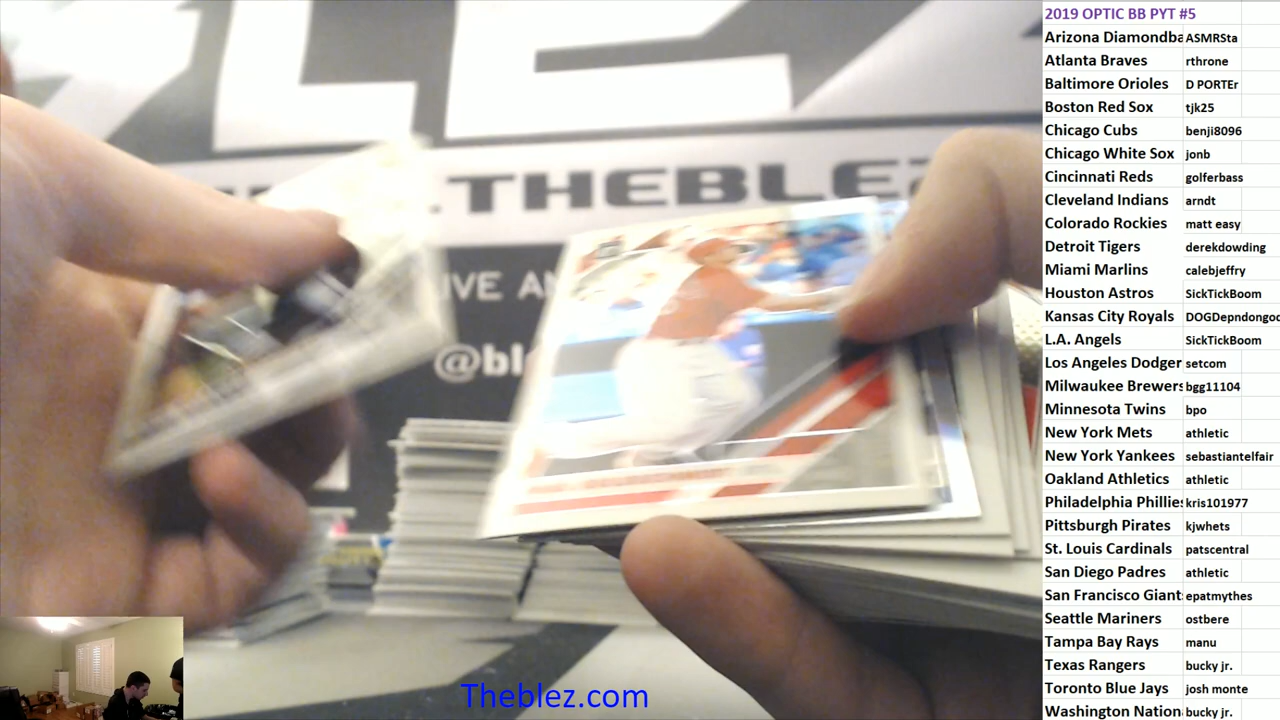 2019 OPTIC BB PYT #5
Arizona Diamondba ASMRSta
Atlanta Braves rthrone
Baltimore Orioles D PORTEr
Boston Red Sox tjk25
Chicago Cubs benji8096
Chicago White Sox jonb
Cincinnati Reds golferbass
Cleveland Indians arndt
Colorado Rockies matt easy
Detroit Tigers derekdowding
Miami Marlins calebjeffry
Houston Astros SickTickBoom
Kansas City Royals DOGDepndongod
L.A. Angels SickTickBoom
Los Angeles Dodger setcom
Milwaukee Brewers bgg11104
Minnesota Twins bpo
New York Mets athletic
New York Yankees sebastiantelfair
Oakland Athletics athletic
Philadelphia Phillie kris101977
Pittsburgh Pirates kjwhets
St. Louis Cardinals patscentral
San Diego Padres athletic
San Francisco Giant epatmythes
Seattle Mariners ostbere
Tampa Bay Rays manu
Texas Rangers bucky jr.
Toronto Blue Jays josh monte
Washington Nation bucky jr.
.THEBLEZ
IVE AN
@bl
Theblez.com